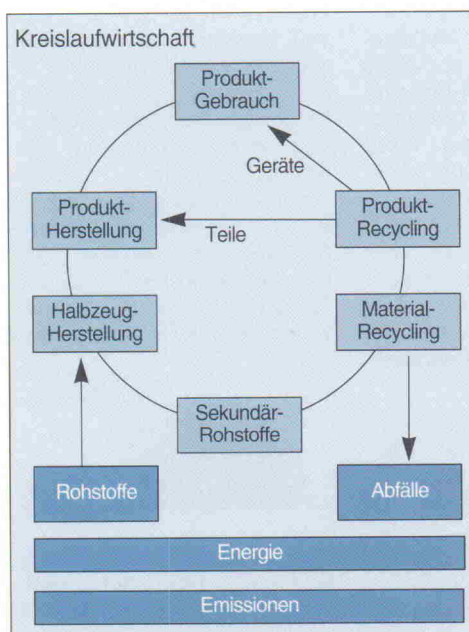 Kreislaufwirtschaft
Produkt-
Gebrauch
Geräte
Produkt-
Herstellung
Teile
Produkt-
Recycling
Halbzeug-
Herstellung
Material-
Recycling
Sekundär-
Rohstoffe
Rohstoffe
Abfälle
Energie
Emissionen